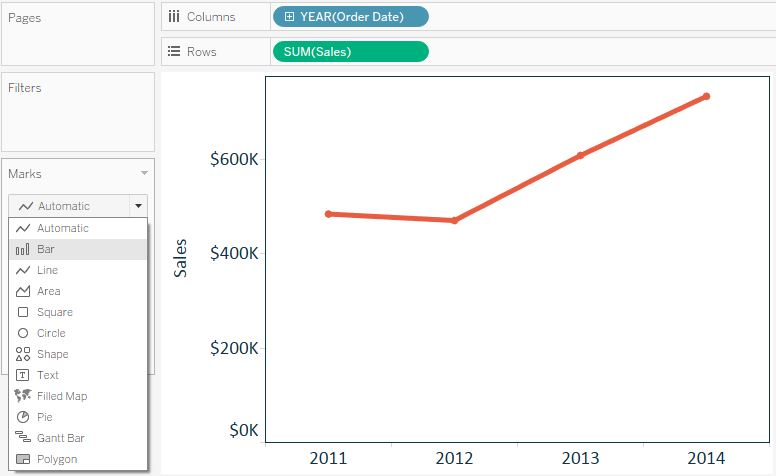 Pages
Columns
YEAR(Order Date)
Rows
SUM(Sales)
Filters
Marks
Automatic
Automatic
Bar
Line
Area
Square
Circle
Shape
Text
Filled Map
Pie
Gantt Bar
Polygon
Sales
$600K
$400K
$200K
$0K
2011 2012 2013 2014